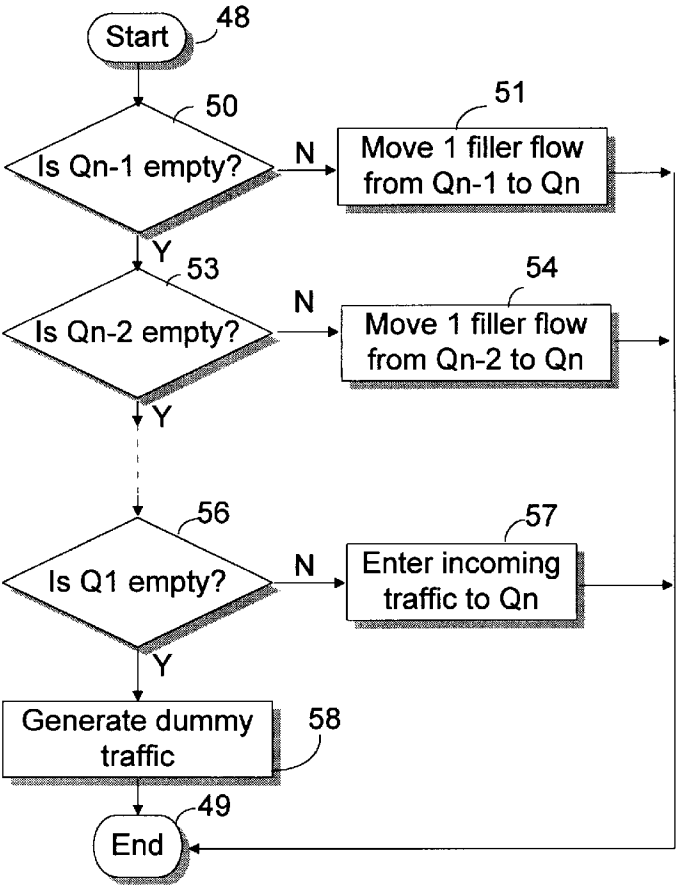 Start
48
50
Is Qn-1 empty?
N
51
Move 1 filler flow
from Qn-1 to Qn
Y
53
Is Qn-2 empty?
N
54
Move 1 filler flow
from Qn-2 to Qn
Y
56
Is Q1 empty?
N
57
Enter incoming
traffic to Qn
Y
Generate dummy
traffic
58
49
End